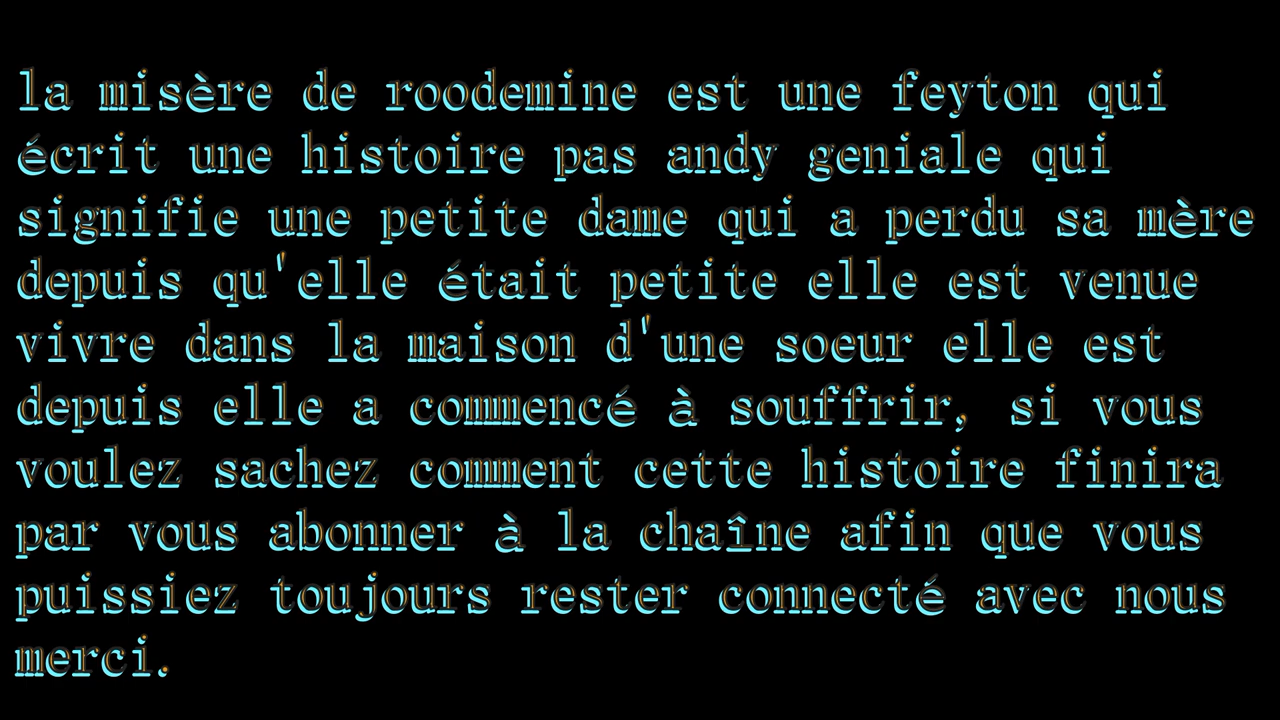 la misère de roodemine est une feyton qui
écrit une histoire pas andy geniale qui
signifie une petite dame qui a perdu sa mère
depuis qu'elle était petite elle est venue
vivre dans la maison d'une soeur elle est
depuis elle a commencé à souffrir, si vous
voulez sachez comment cette histoire finira
par vous abonner à la chaîne afin que vous
puissiez toujours rester connecté avec nous
merci.